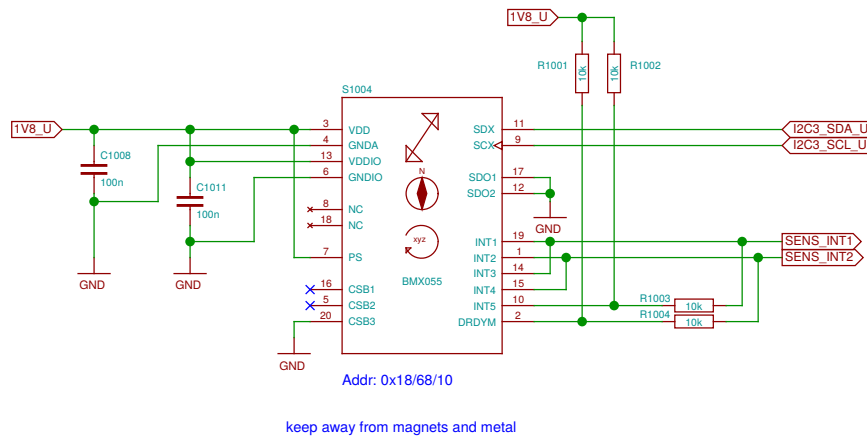 1V8_U
R1001
10k
10k
R1002
S1004
1V8_U
3
VDD
SDX
11
I2C3_SDA_U
4
GNDA
SCX
9
I2C3_SCL_U
C1008
100n
13
VDDIO
6
GNDIO
N
SDO1
17
SDO2
12
C1011
100n
8
NC
18
NC
GND
xyz
INT1
19
SENS_INT1
7
PS
INT2
1
SENS_INT2
INT3
14
GND
GND
BMX055
16
CSB1
INT4
15
5
CSB2
INT5
10
R1003
10k
20
CSB3
DRDYM
2
R1004
10k
GND
Addr: 0x18/68/10
keep away from magnets and metal